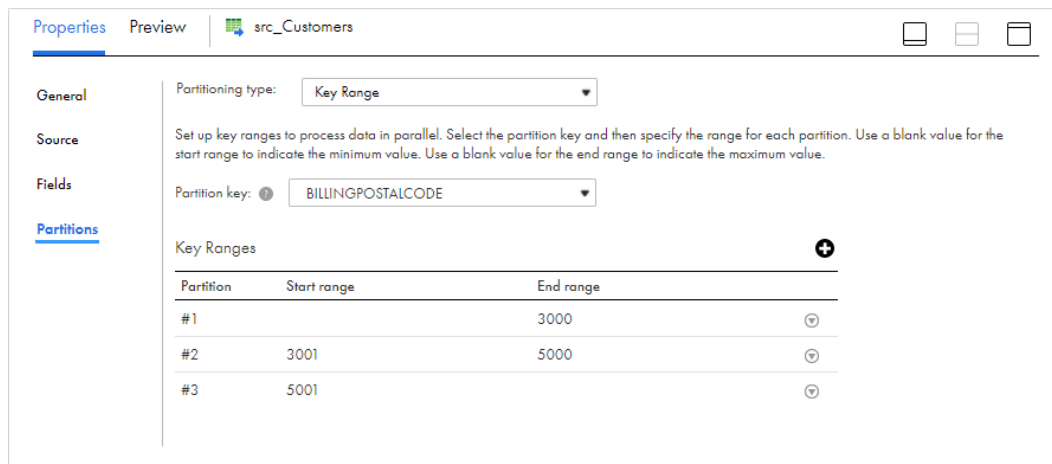 Properties Preview src_Customers
General
Partitioning type: Key Range
Source
Set up key ranges to process data in parallel. Select the partition key and then specify the range for each partition. Use a blank value for the
start range to indicate the minimum value. Use a blank value for the end range to indicate the maximum value.
Fields
Partition key: ? BILLINGPOSTALCODE
Partitions
Key Ranges
Partition Start range End range
#1 3000
#2 3001 5000
#3 5001